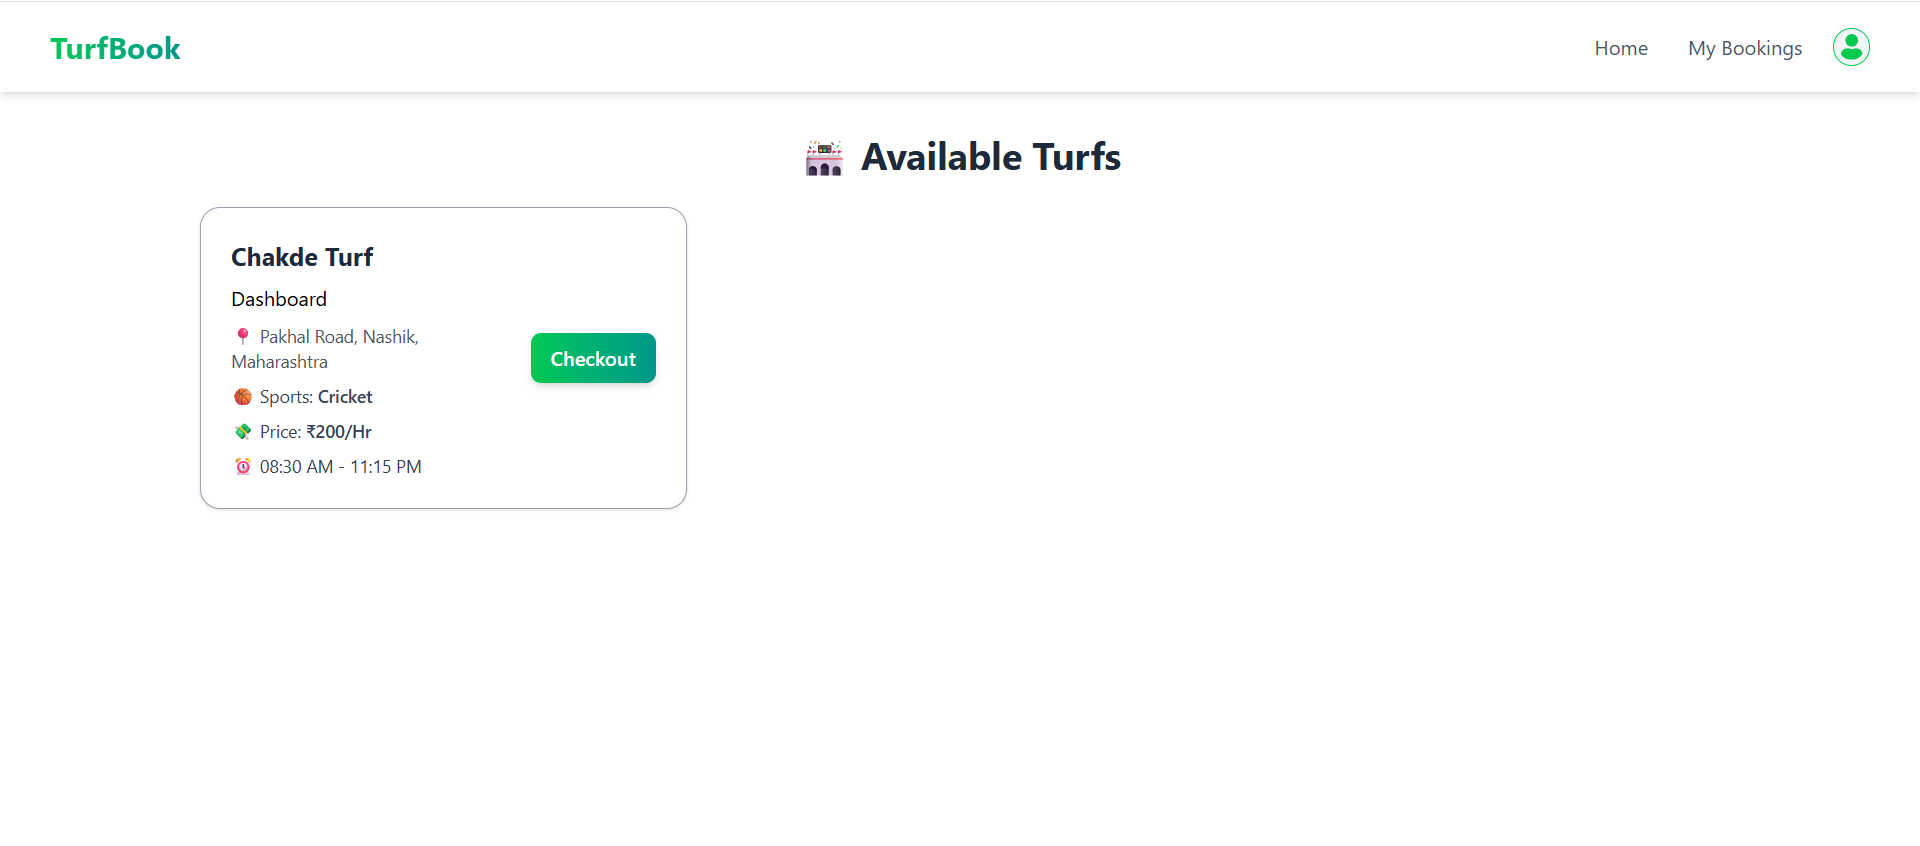 TurfBook
Home
My Bookings
Available Turfs
Chakde Turf
Dashboard
Pakhal Road, Nashik,
Maharashtra
Checkout
Sports: Cricket
Price: ₹200/Hr
08:30 AM - 11:15 PM